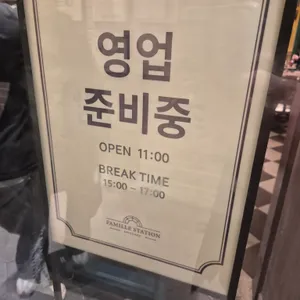 영업
준비중
OPEN 11:00
BREAK TIME
15:00 - 17:00
FAMILLE STATION